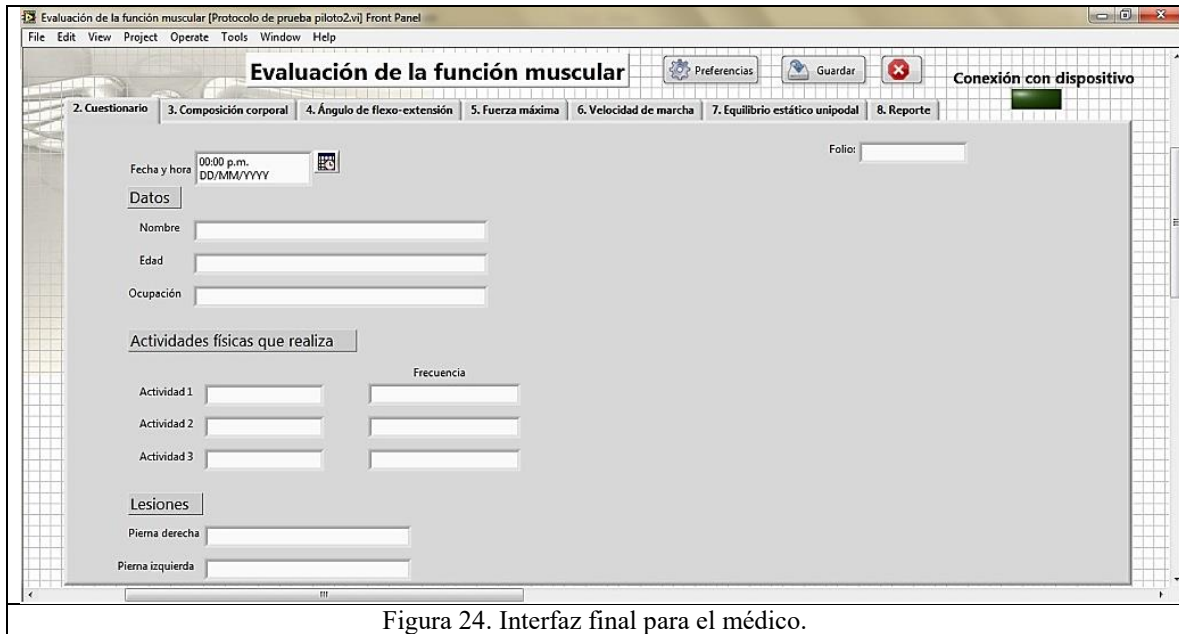 Evaluación de la función muscular [Protocolo de prueba piloto2.vi] Front Panel
File Edit View Project Operate Tools Window Help
Evaluación de la función muscular
Preferencias
Guardar
Conexión con dispositivo
2. Cuestionario 3. Composición corporal 4. Ángulo de flexo-extensión 5. Fuerza máxima 6. Velocidad de marcha 7. Equilibrio estático unipodal 8. Reporte
Folio:
Fecha y hora
00:00 p.m.
DD/MM/YYYY
Datos
Nombre
Edad
Ocupación
Actividades físicas que realiza
Frecuencia
Actividad 1
Actividad 2
Actividad 3
Lesiones
Pierna derecha
Pierna izquierda
Figura 24. Interfaz final para el médico.